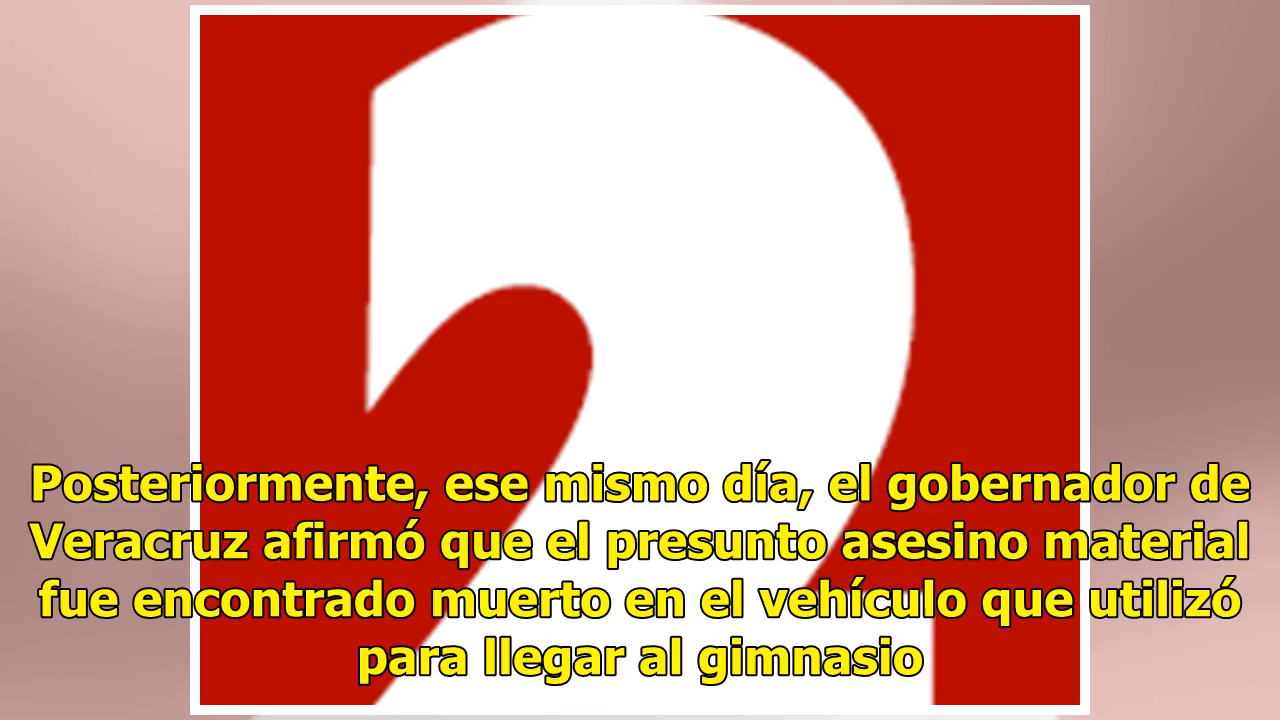 Posteriormente, ese mismo día, el gobernador de
Veracruz afirmó que el presunto asesino material
fue encontrado muerto en el vehículo que utilizó
para llegar al gimnasio